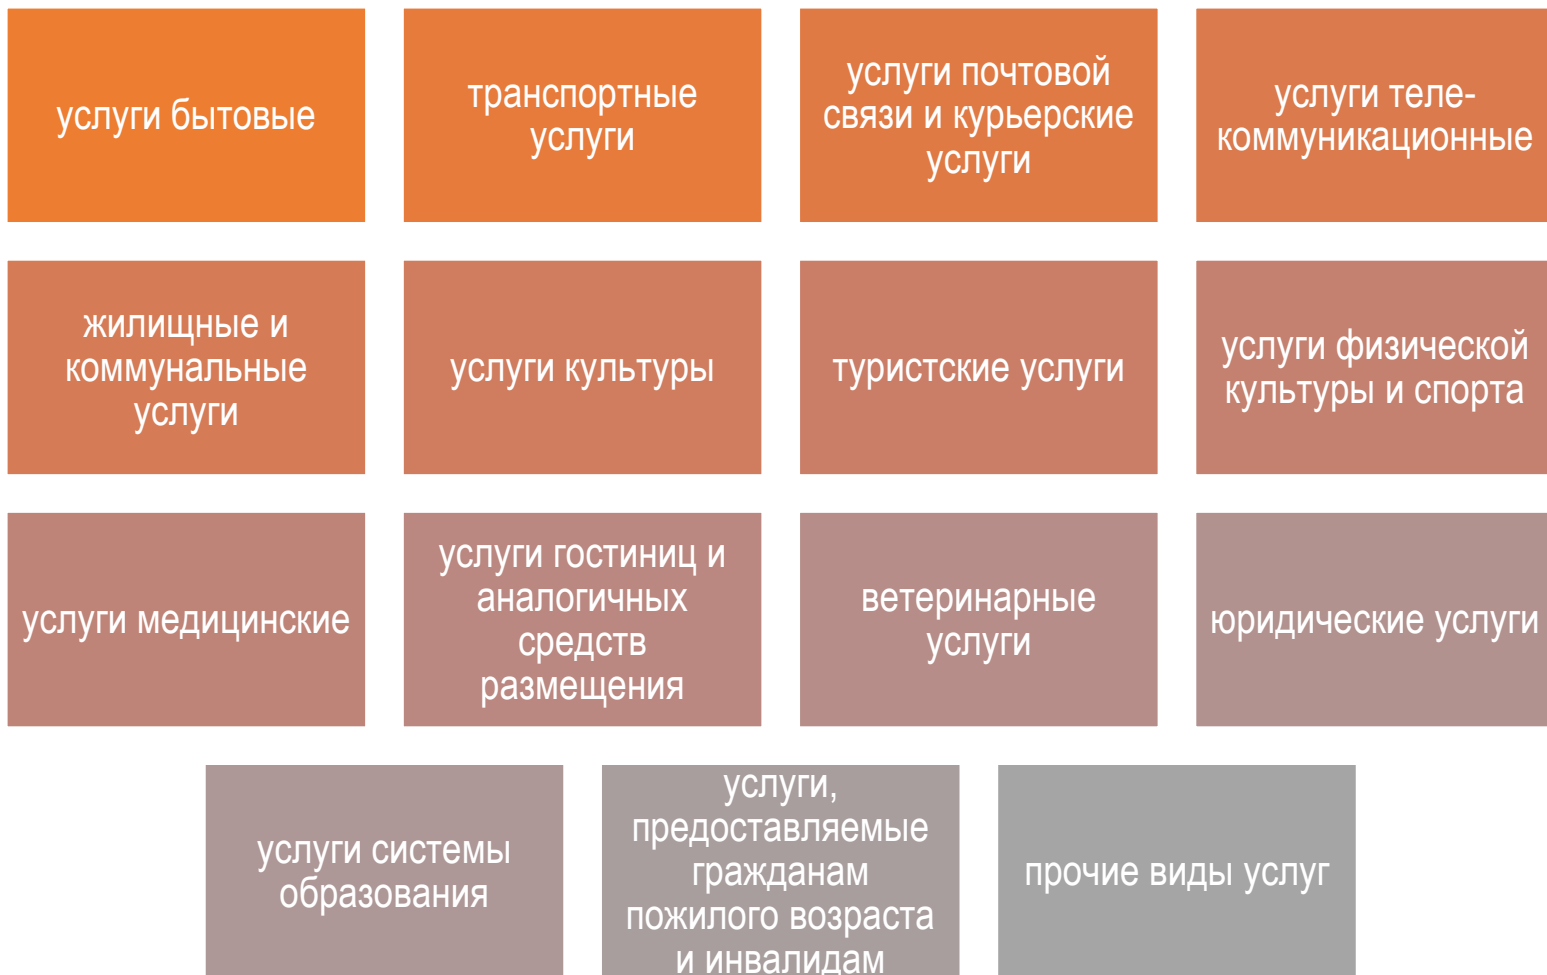 услуги бытовые
транспортные
услуги
услуги почтовой
связи и курьерские
услуги
услуги теле-
коммуникационные
жилищные и
коммунальные
услуги
услуги культуры
туристские услуги
услуги физической
культуры и спорта
услуги медицинские
услуги гостиниц и
аналогичных
средств
размещения
ветеринарные
услуги
юридические услуги
услуги системы
образования
услуги,
предоставляемые
гражданам
пожилого возраста
и инвалидам
прочие виды услуг